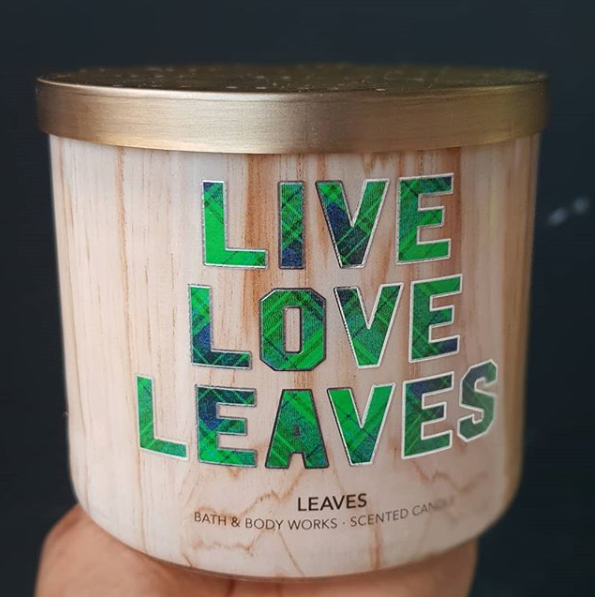 LIVE
LOVE
LEAVES
LEAVES
BATH & BODY WORKS · SCENTED CANDLE